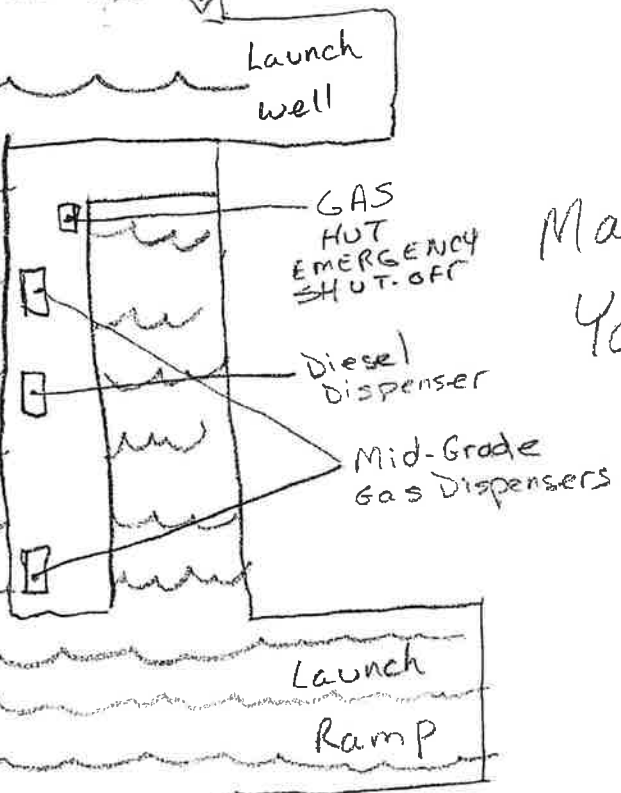 Launch
Well
GAS
HUT
EMERGENCY
SHUT-OFF
Diesel
Dispenser
Mid-Grade
Gas Dispensers
Launch
Ramp